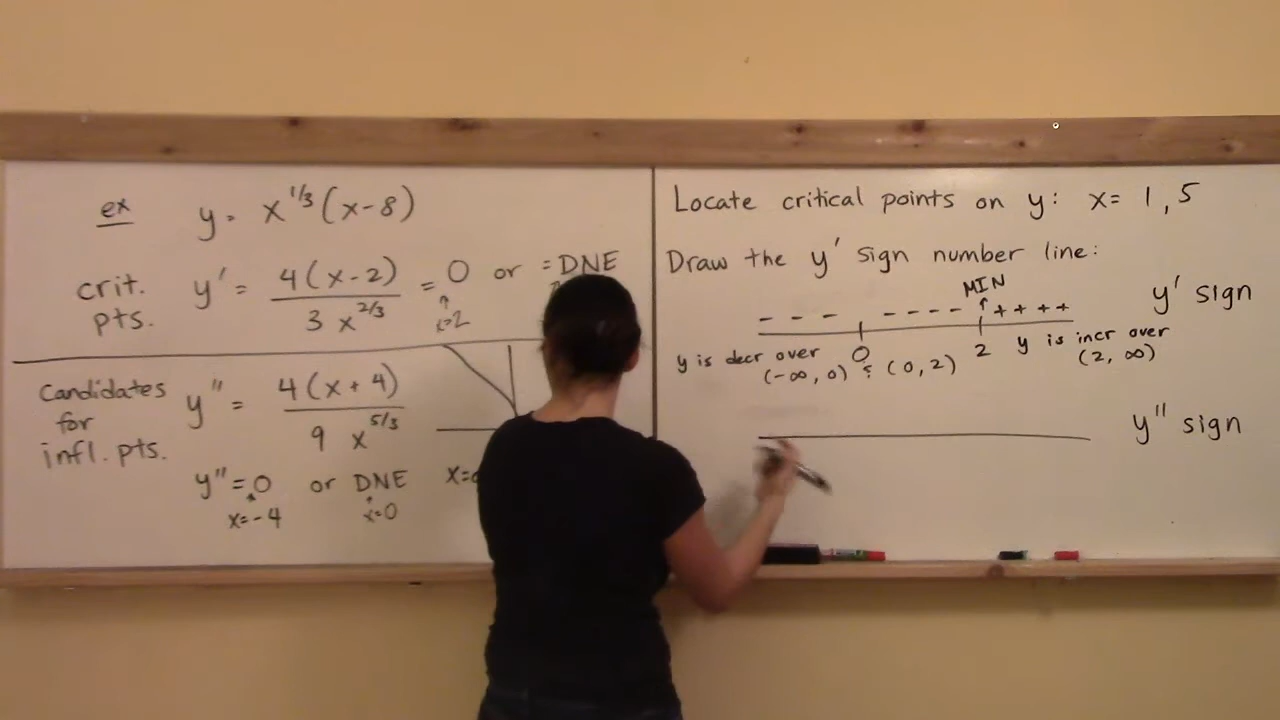 ex y = x^1/3 (x-8)
crit. pts. y' = 4(x-2) / 3 x^2/3 = 0 or = DNE
x=2
Candidates for infl. pts. y'' = 4(x+4) / 9 x^5/3
y'' = 0 or DNE
x=-4 x=0
Locate critical points on y: x= 1, 5
Draw the y' sign number line:
MIN
- - - - - - - ↑ + + + + y' sign
0 2
y is decr over (-∞, 0) & (0, 2)
y is incr over (2, ∞)
y'' sign